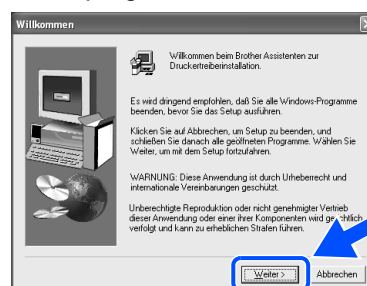 Willkommen
Willkommen beim Brother Assistenten zur
Druckertreiberinstallation.
Es wird dringend empfohlen, daß Sie alle Windows-Programme
beenden, bevor Sie das Setup ausführen.
Klicken Sie auf Abbrechen, um Setup zu beenden, und
schließen Sie danach alle geöffneten Programme. Wählen Sie
Weiter, um mit dem Setup fortzufahren.
WARNUNG: Diese Anwendung ist durch Urheberrecht und
internationale Vereinbarungen geschützt.
Unberechtigte Reproduktion oder nicht genehmigter Vertrieb
dieser Anwendung oder einer ihrer Komponenten wird gerichtlich
verfolgt und kann zu erheblichen Strafen führen.
Weiter > Abbrechen